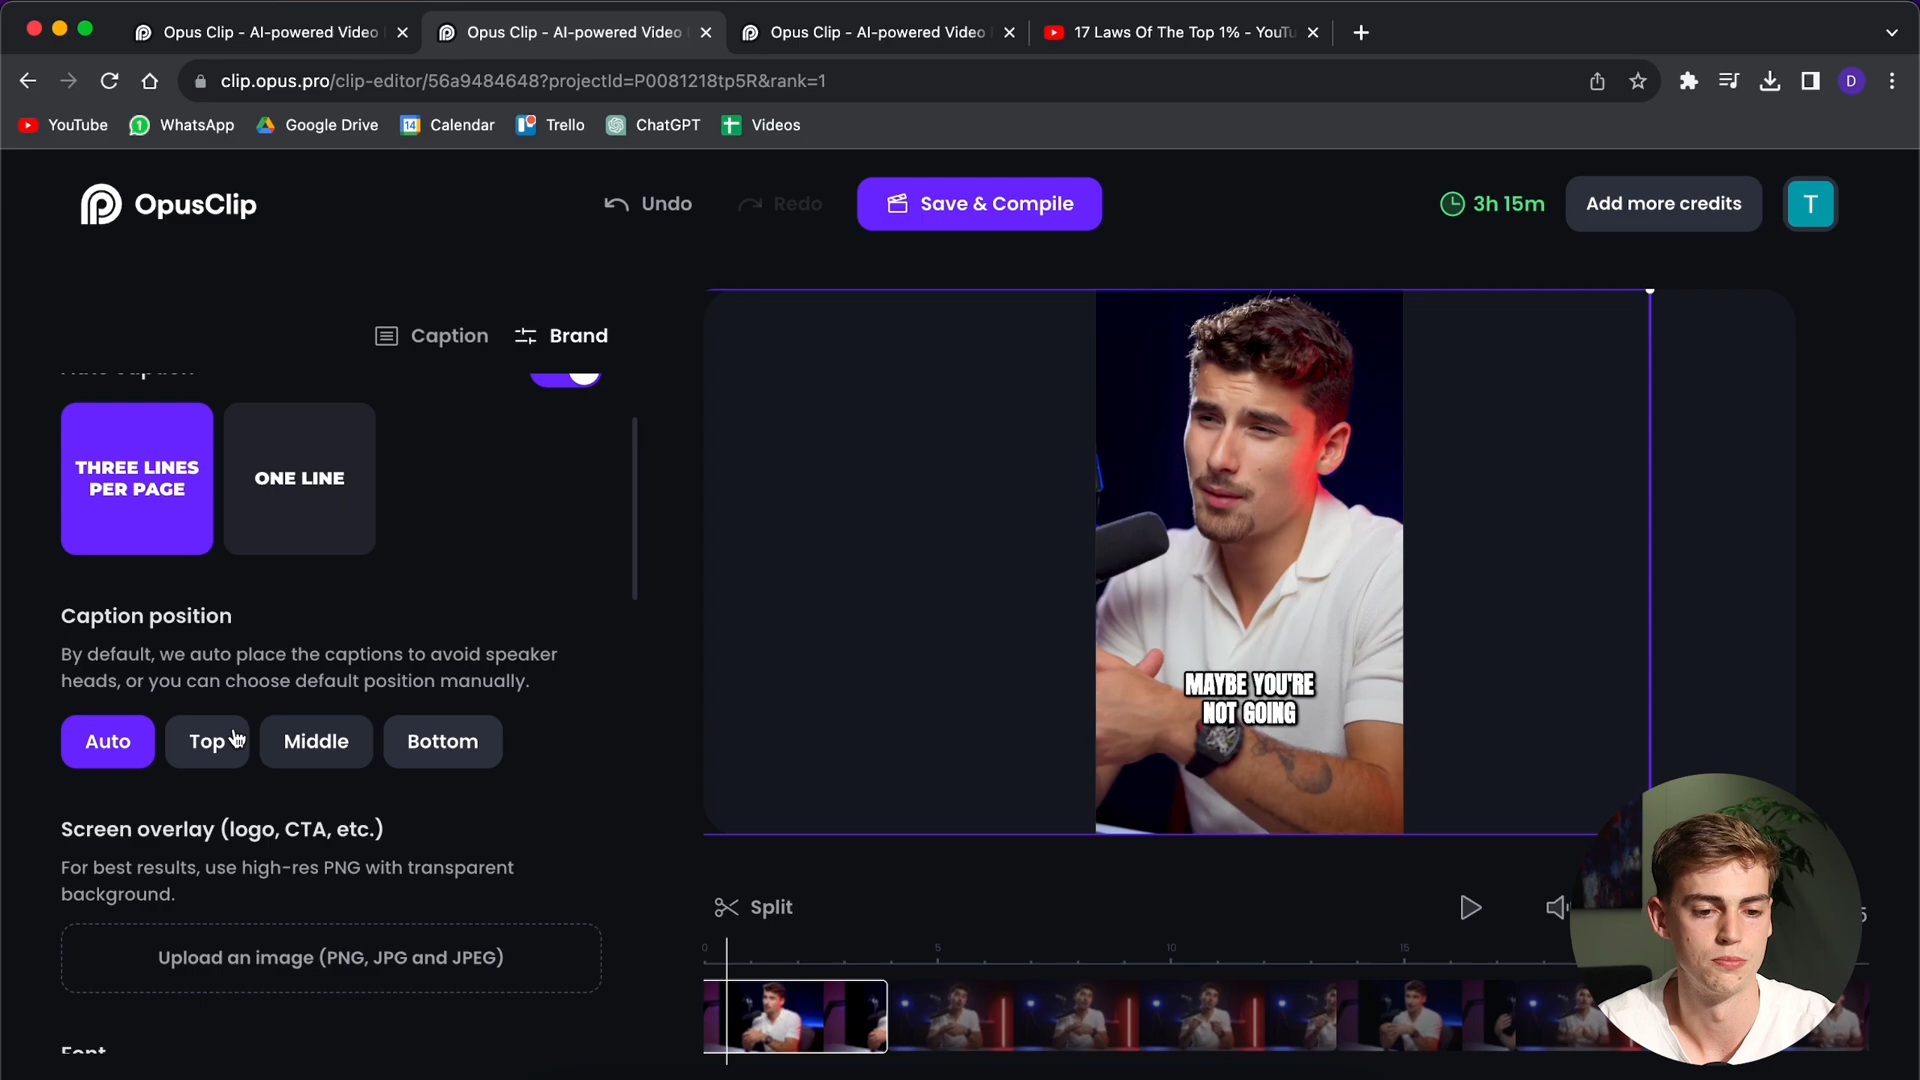 Opus Clip - AI-powered Video
Opus Clip - AI-powered Video
Opus Clip - AI-powered Video
17 Laws Of The Top 1% - YouTu
clip.opus.pro/clip-editor/56a9484648?projectId=P0081218tp5R&rank=1
D
YouTube
WhatsApp
Google Drive
14
Calendar
Trello
ChatGPT
Videos
OpusClip
Undo
Redo
Save & Compile
3h 15m
Add more credits
T
Caption
Brand
THREE LINES
PER PAGE
ONE LINE
Caption position
By default, we auto place the captions to avoid speaker
heads, or you can choose default position manually.
Auto
Top
Middle
Bottom
Screen overlay (logo, CTA, etc.)
For best results, use high-res PNG with transparent
background.
Upload an image (PNG, JPG and JPEG)
Font
MAYBE YOU'RE
NOT GOING
Split
0
5
10
15